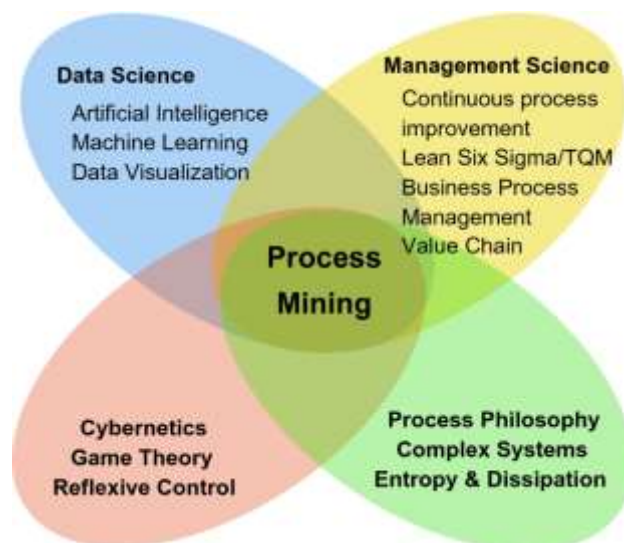 Data Science
Artificial Intelligence
Machine Learning
Data Visualization
Management Science
Continuous process
improvement
Lean Six Sigma/TQM
Business Process
Management
Value Chain
Process
Mining
Cybernetics
Game Theory
Reflexive Control
Process Philosophy
Complex Systems
Entropy & Dissipation